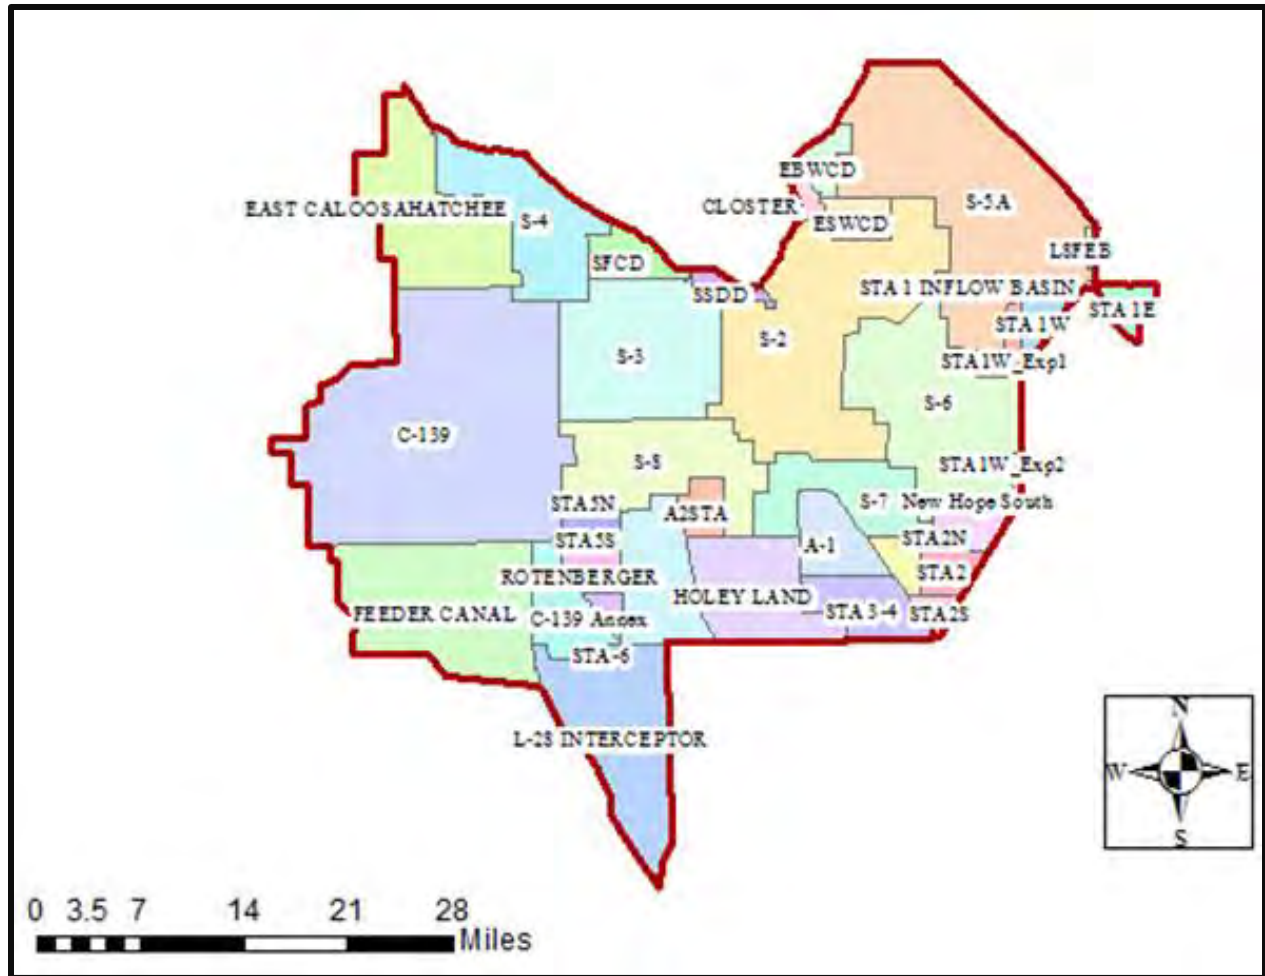 EBWCD
CLOSTER
EAST CALOOSAHATCHEE
S-4
ESWCD
S-5A
SFCD
LSFEB
SSDD
STA 1 INFLOW BASIN
STA 1E
STA 1W
S-2
S-3
STA1W_Exp1
S-6
C-139
S-8
STA1W_Exp2
STA5N
A2STA
S-7
New Hope South
STA5S
A-1
STA2N
ROTENBERGER
STA2
HOLEY LAND
FEEDER CANAL
C-139 Annex
STA 3-4
STA2S
STA-6
L-28 INTERCEPTOR
N
W
E
S
0 3.5 7 14 21 28
Miles